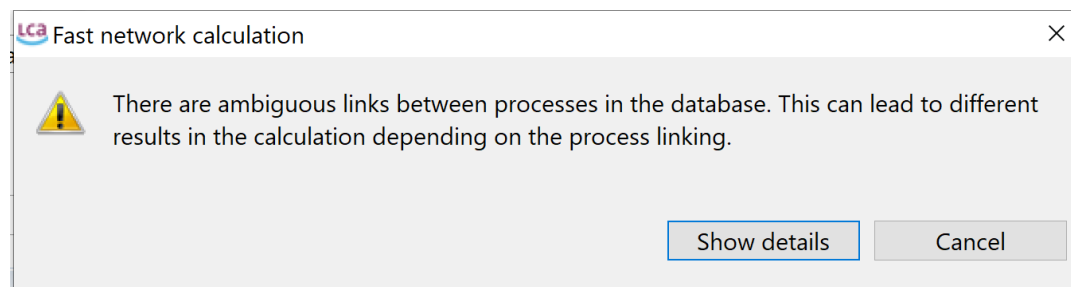 LCA Fast network calculation
There are ambiguous links between processes in the database. This can lead to different
results in the calculation depending on the process linking.
Show details Cancel